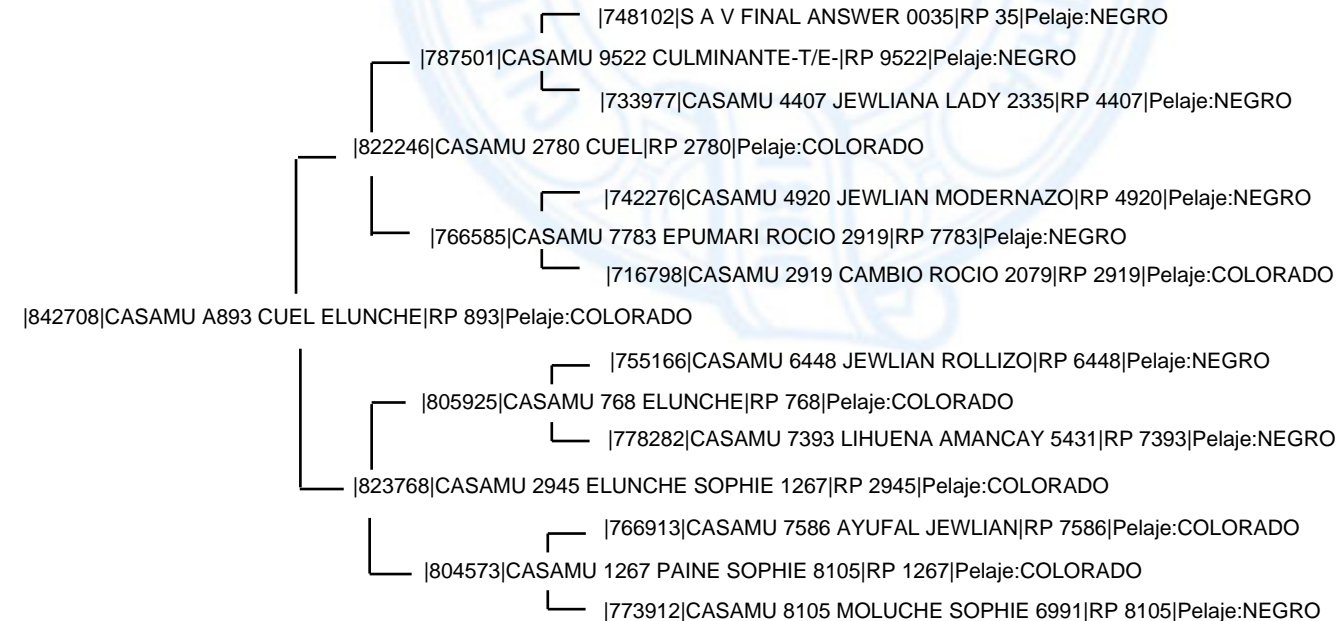 |748102|S A V FINAL ANSWER 0035|RP 35|Pelaje:NEGRO
|787501|CASAMU 9522 CULMINANTE-T/E-|RP 9522|Pelaje:NEGRO
|733977|CASAMU 4407 JEWLIANA LADY 2335|RP 4407|Pelaje:NEGRO
|822246|CASAMU 2780 CUEL|RP 2780|Pelaje:COLORADO
|742276|CASAMU 4920 JEWLIAN MODERNAZO|RP 4920|Pelaje:NEGRO
|766585|CASAMU 7783 EPUMARI ROCIO 2919|RP 7783|Pelaje:NEGRO
|716798|CASAMU 2919 CAMBIO ROCIO 2079|RP 2919|Pelaje:COLORADO
|842708|CASAMU A893 CUEL ELUNCHE|RP 893|Pelaje:COLORADO
|755166|CASAMU 6448 JEWLIAN ROLLIZO|RP 6448|Pelaje:NEGRO
|805925|CASAMU 768 ELUNCHE|RP 768|Pelaje:COLORADO
|778282|CASAMU 7393 LIHUENA AMANCAY 5431|RP 7393|Pelaje:NEGRO
|823768|CASAMU 2945 ELUNCHE SOPHIE 1267|RP 2945|Pelaje:COLORADO
|766913|CASAMU 7586 AYUFAL JEWLIAN|RP 7586|Pelaje:COLORADO
|804573|CASAMU 1267 PAINE SOPHIE 8105|RP 1267|Pelaje:COLORADO
|773912|CASAMU 8105 MOLUCHE SOPHIE 6991|RP 8105|Pelaje:NEGRO